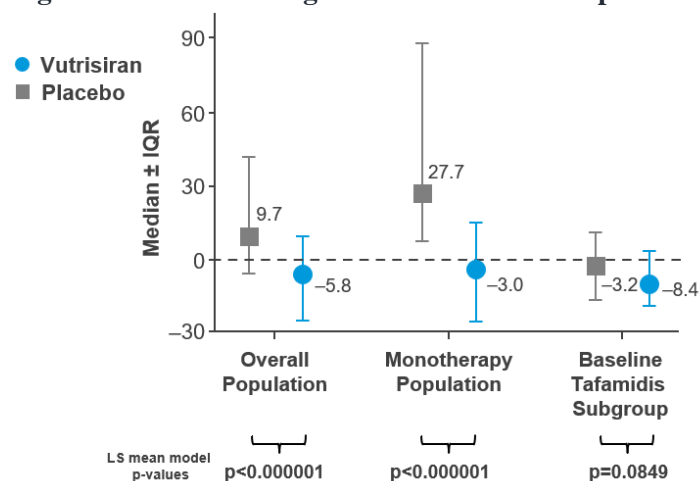 Vutrisiran
Placebo
Median ± IQR
90
60
30
0
–30
9.7
–5.8
27.7
–3.0
–3.2
–8.4
Overall
Population
Monotherapy
Population
Baseline
Tafamidis
Subgroup
LS mean model
p-values
p<0.000001
p<0.000001
p=0.0849